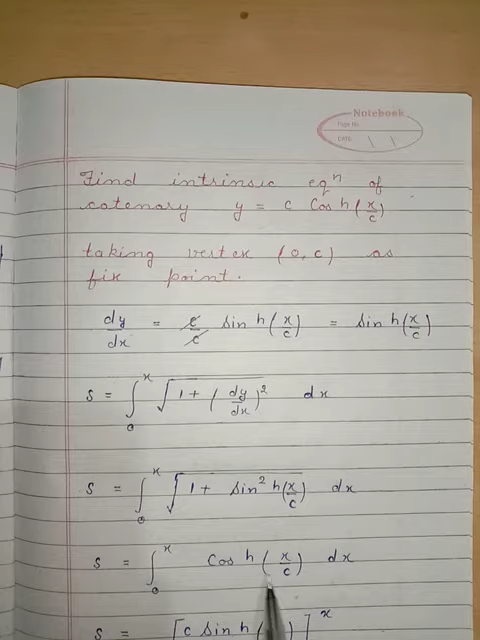 Notebook
Page No.
DATE
Find intrinsic eqⁿ of
catenary y = c Cos h (x/c)
taking vertex (0, c) as
fix point.
dy/dx = c/c Sin h (x/c) = Sin h (x/c)
s = ∫₀ˣ √(1 + (dy/dx)²) dx
s = ∫₀ˣ √(1 + Sin² h (x/c)) dx
s = ∫₀ˣ Cos h (x/c) dx
s = [c Sin h ( ) ]ˣ